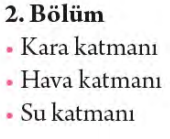 2. Bölüm
• Kara katmanı
• Hava katmanı
• Su katmanı